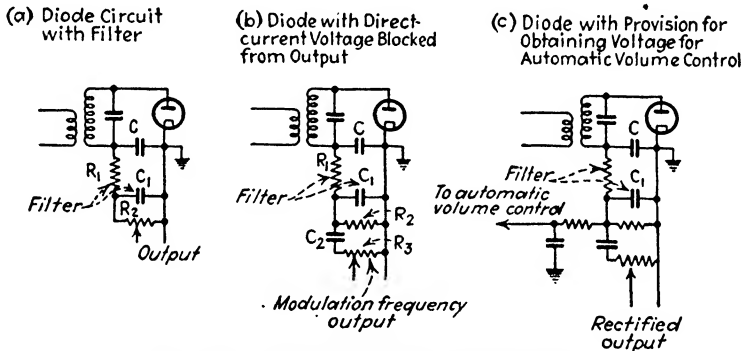 (a) Diode Circuit
with Filter
(b) Diode with Direct-
current Voltage Blocked
from Output
(c) Diode with Provision for
Obtaining Voltage for
Automatic Volume Control
C
R1
C1
Filter
R2
Output
C
R1
C1
Filter
R2
C2
R3
Modulation frequency
output
C
Filter
C1
To automatic
volume control
Rectified
output